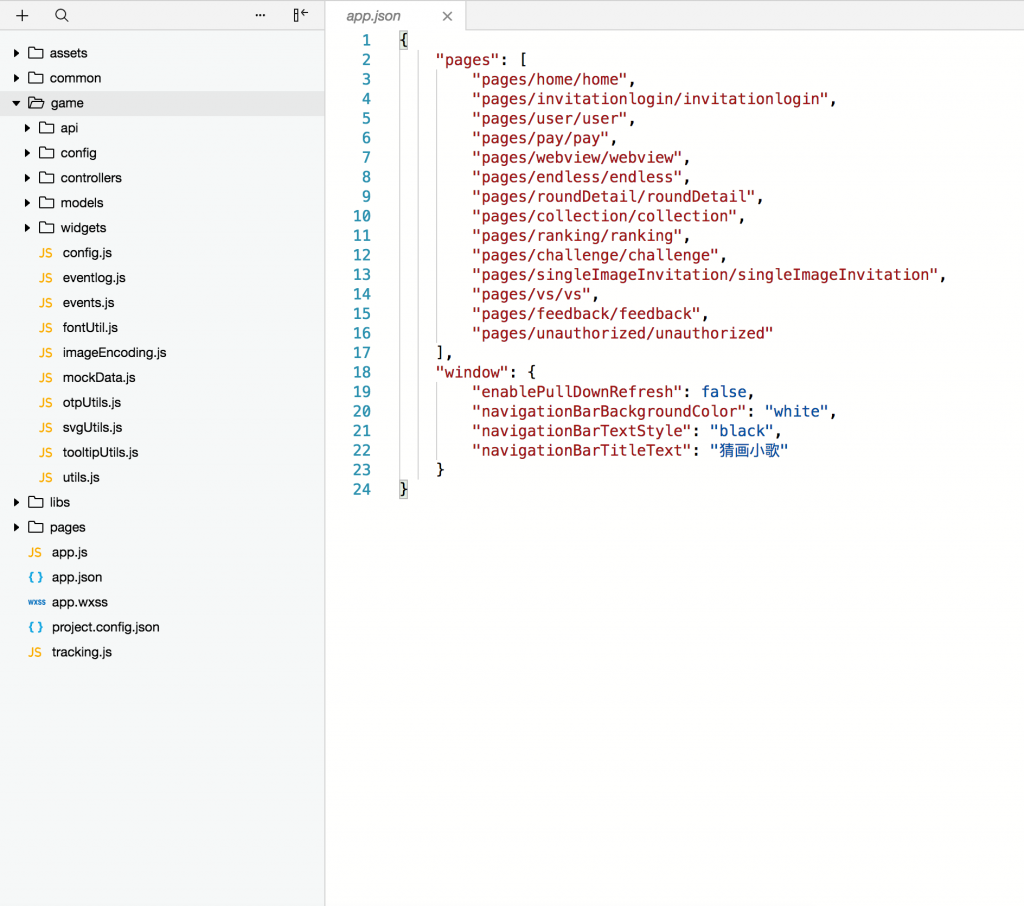 app.json
assets
common
game
api
config
controllers
models
widgets
JS config.js
JS eventlog.js
JS events.js
JS fontUtil.js
JS imageEncoding.js
JS mockData.js
JS otpUtils.js
JS svgUtils.js
JS tooltipUtils.js
JS utils.js
libs
pages
JS app.js
{ } app.json
wxss app.wxss
{ } project.config.json
JS tracking.js
1 {
2 "pages": [
3 "pages/home/home",
4 "pages/invitationlogin/invitationlogin",
5 "pages/user/user",
6 "pages/pay/pay",
7 "pages/webview/webview",
8 "pages/endless/endless",
9 "pages/roundDetail/roundDetail",
10 "pages/collection/collection",
11 "pages/ranking/ranking",
12 "pages/challenge/challenge",
13 "pages/singleImageInvitation/singleImageInvitation",
14 "pages/vs/vs",
15 "pages/feedback/feedback",
16 "pages/unauthorized/unauthorized"
17 ],
18 "window": {
19 "enablePullDownRefresh": false,
20 "navigationBarBackgroundColor": "white",
21 "navigationBarTextStyle": "black",
22 "navigationBarTitleText": "猜画小歌"
23 }
24 }